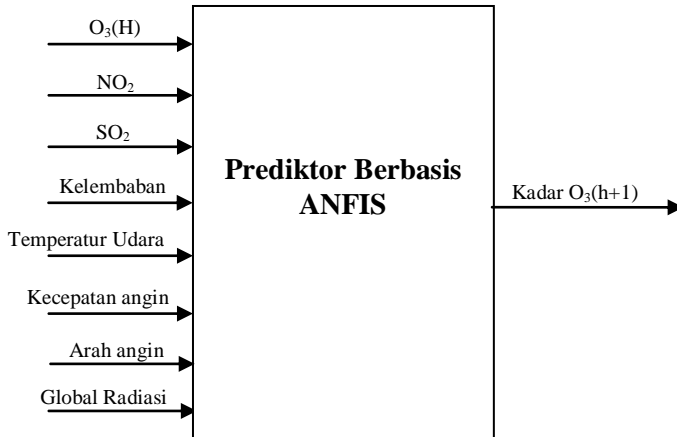 O₃(H)
NO₂
SO₂
Kelembaban
Temperatur Udara
Kecepatan angin
Arah angin
Global Radiasi
Prediktor Berbasis
ANFIS
Kadar O₃(h+1)